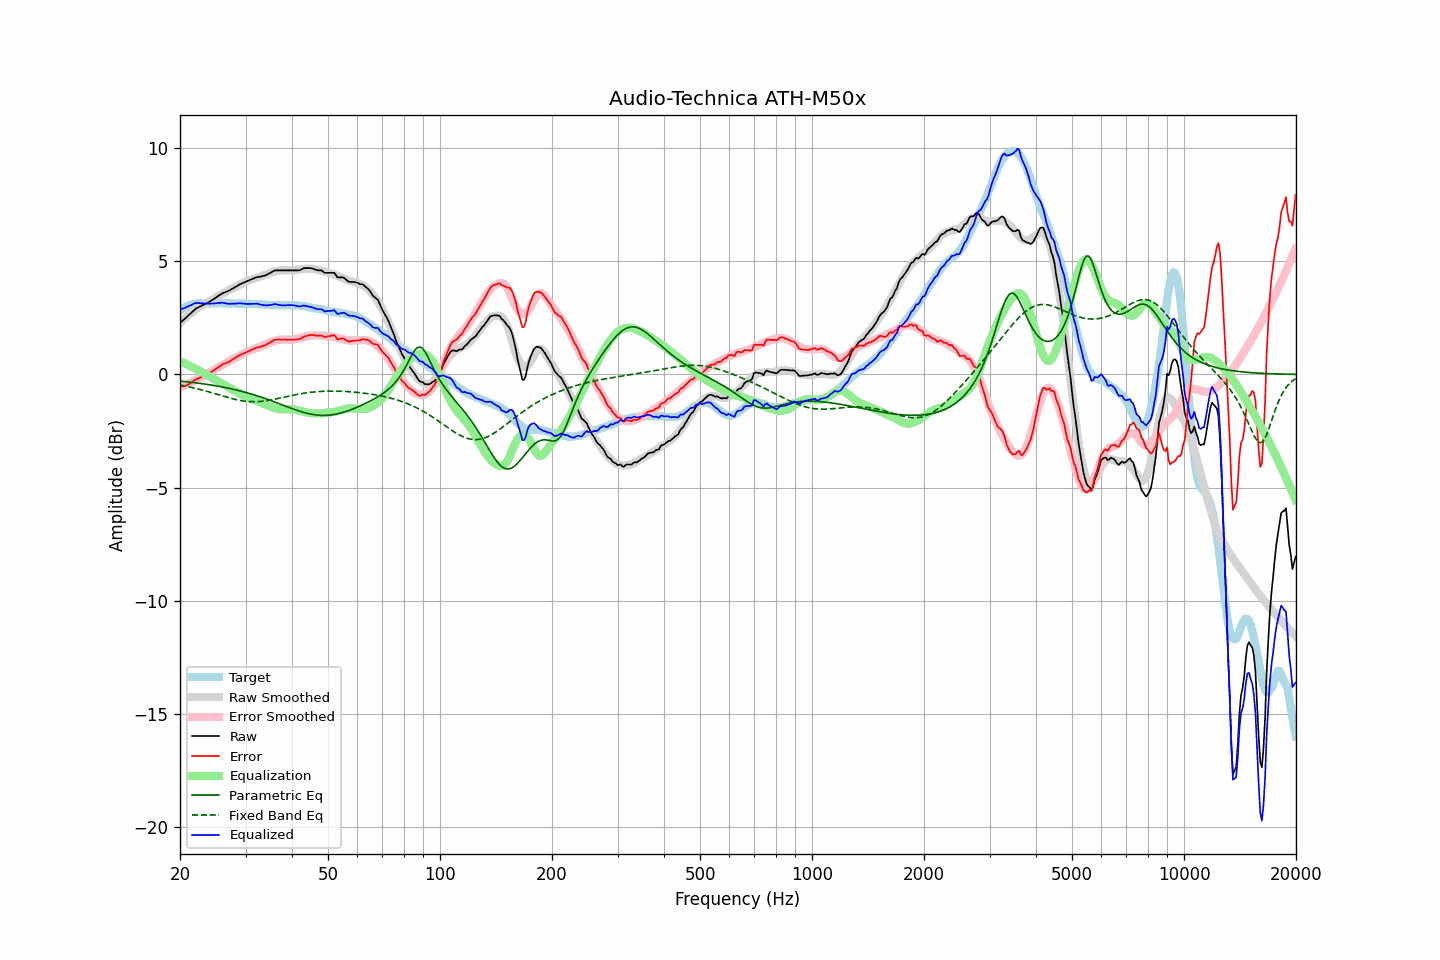 Audio-Technica ATH-M50x
10
5
0
−5
−10
−15
−20
Amplitude (dBr)
Target
Raw Smoothed
Error Smoothed
Raw
Error
Equalization
Parametric Eq
Fixed Band Eq
Equalized
20 50 100 200 500 1000 2000 5000 10000 20000
Frequency (Hz)